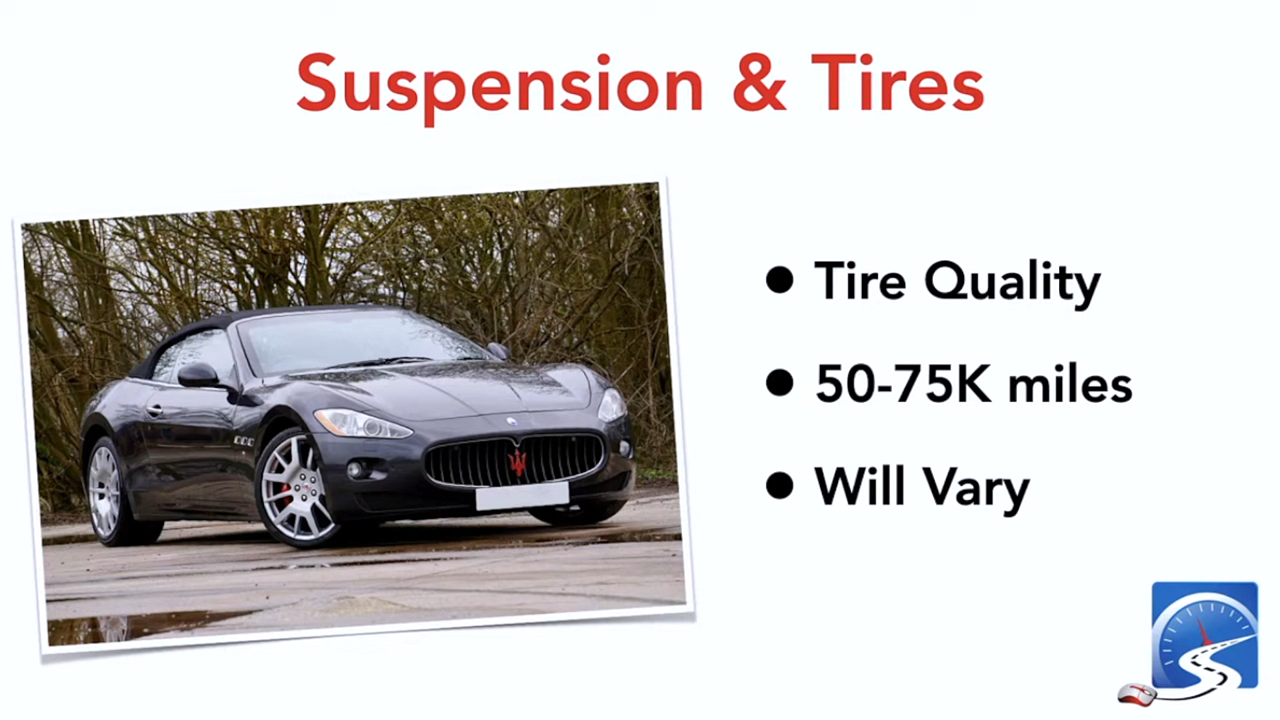 Suspension & Tires
• Tire Quality
• 50-75K miles
• Will Vary